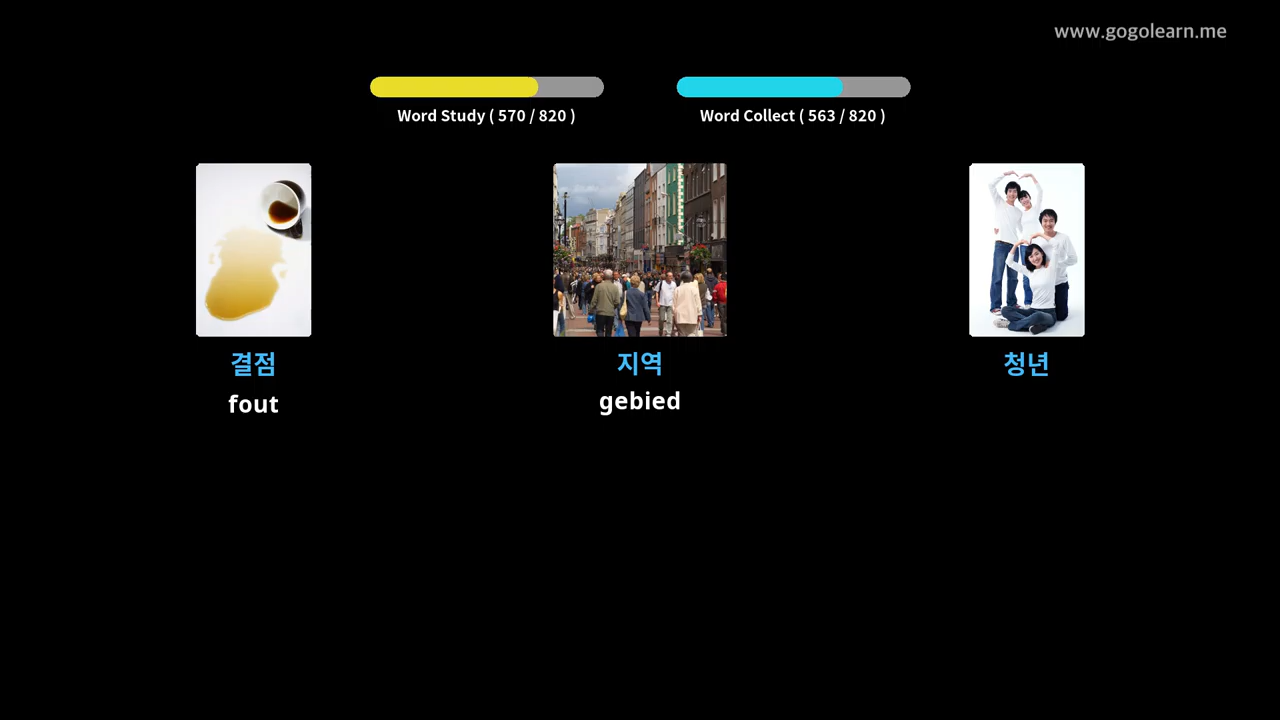 www.gogolearn.me
Word Study ( 570 / 820 )
Word Collect ( 563 / 820 )
결점
지역
청년
fout
gebied